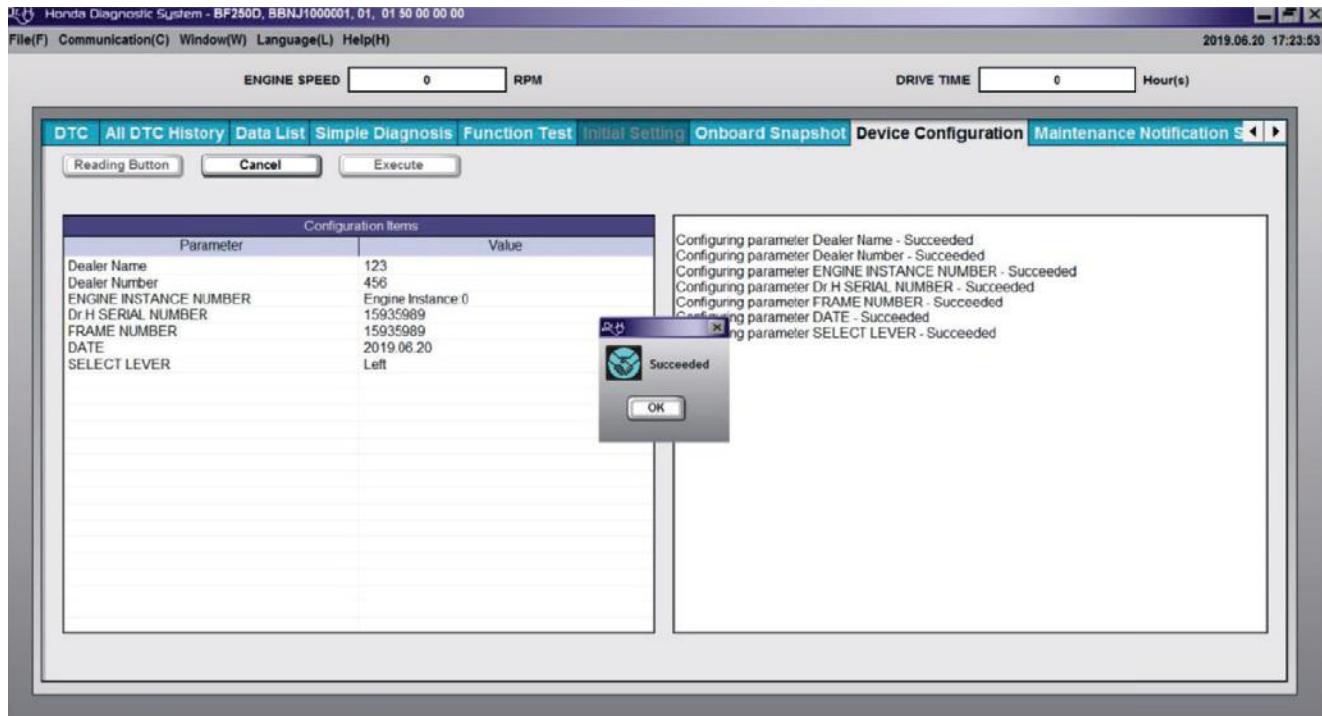 Honda Diagnostic System - BF250D, BBNJ1000001, 01, 01 50 00 00 00
File(F) Communication(C) Window(W) Language(L) Help(H) 2019.06.20 17:23:53
ENGINE SPEED 0 RPM DRIVE TIME 0 Hour(s)
DTC All DTC History Data List Simple Diagnosis Function Test Initial Setting Onboard Snapshot Device Configuration Maintenance Notification S
Reading Button Cancel Execute
Configuration Items
Parameter Value
Dealer Name 123
Dealer Number 456
ENGINE INSTANCE NUMBER Engine Instance:0
Dr.H SERIAL NUMBER 15935989
FRAME NUMBER 15935989
DATE 2019.06.20
SELECT LEVER Left
Configuring parameter Dealer Name - Succeeded
Configuring parameter Dealer Number - Succeeded
Configuring parameter ENGINE INSTANCE NUMBER - Succeeded
Configuring parameter Dr.H SERIAL NUMBER - Succeeded
Configuring parameter FRAME NUMBER - Succeeded
Configuring parameter DATE - Succeeded
ng parameter SELECT LEVER - Succeeded
Succeeded
OK